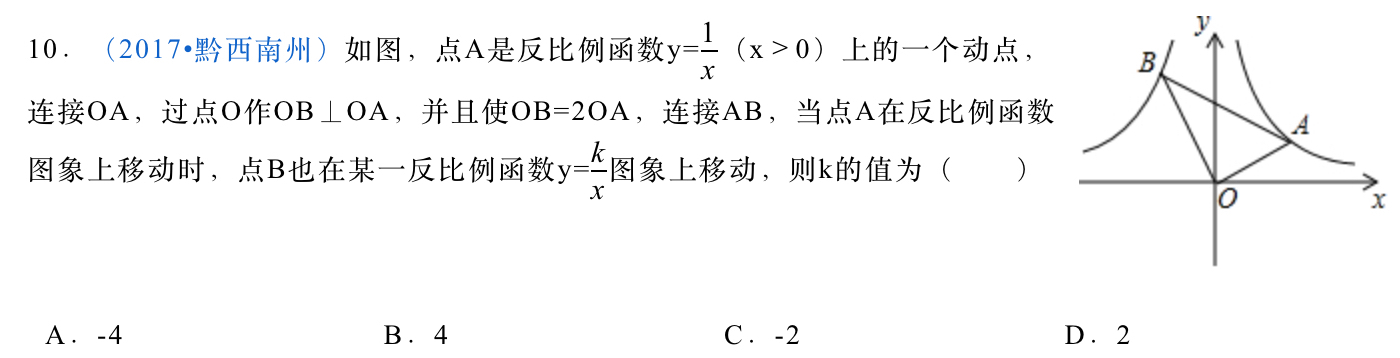 10.（2017•黔西南州）如图，点A是反比例函数y=1/x（x＞0）上的一个动点，
连接OA，过点O作OB⊥OA，并且使OB=2OA，连接AB，当点A在反比例函数
图象上移动时，点B也在某一反比例函数y=k/x图象上移动，则k的值为（　　）
y
B
A
O
x
A．-4 B．4 C．-2 D．2